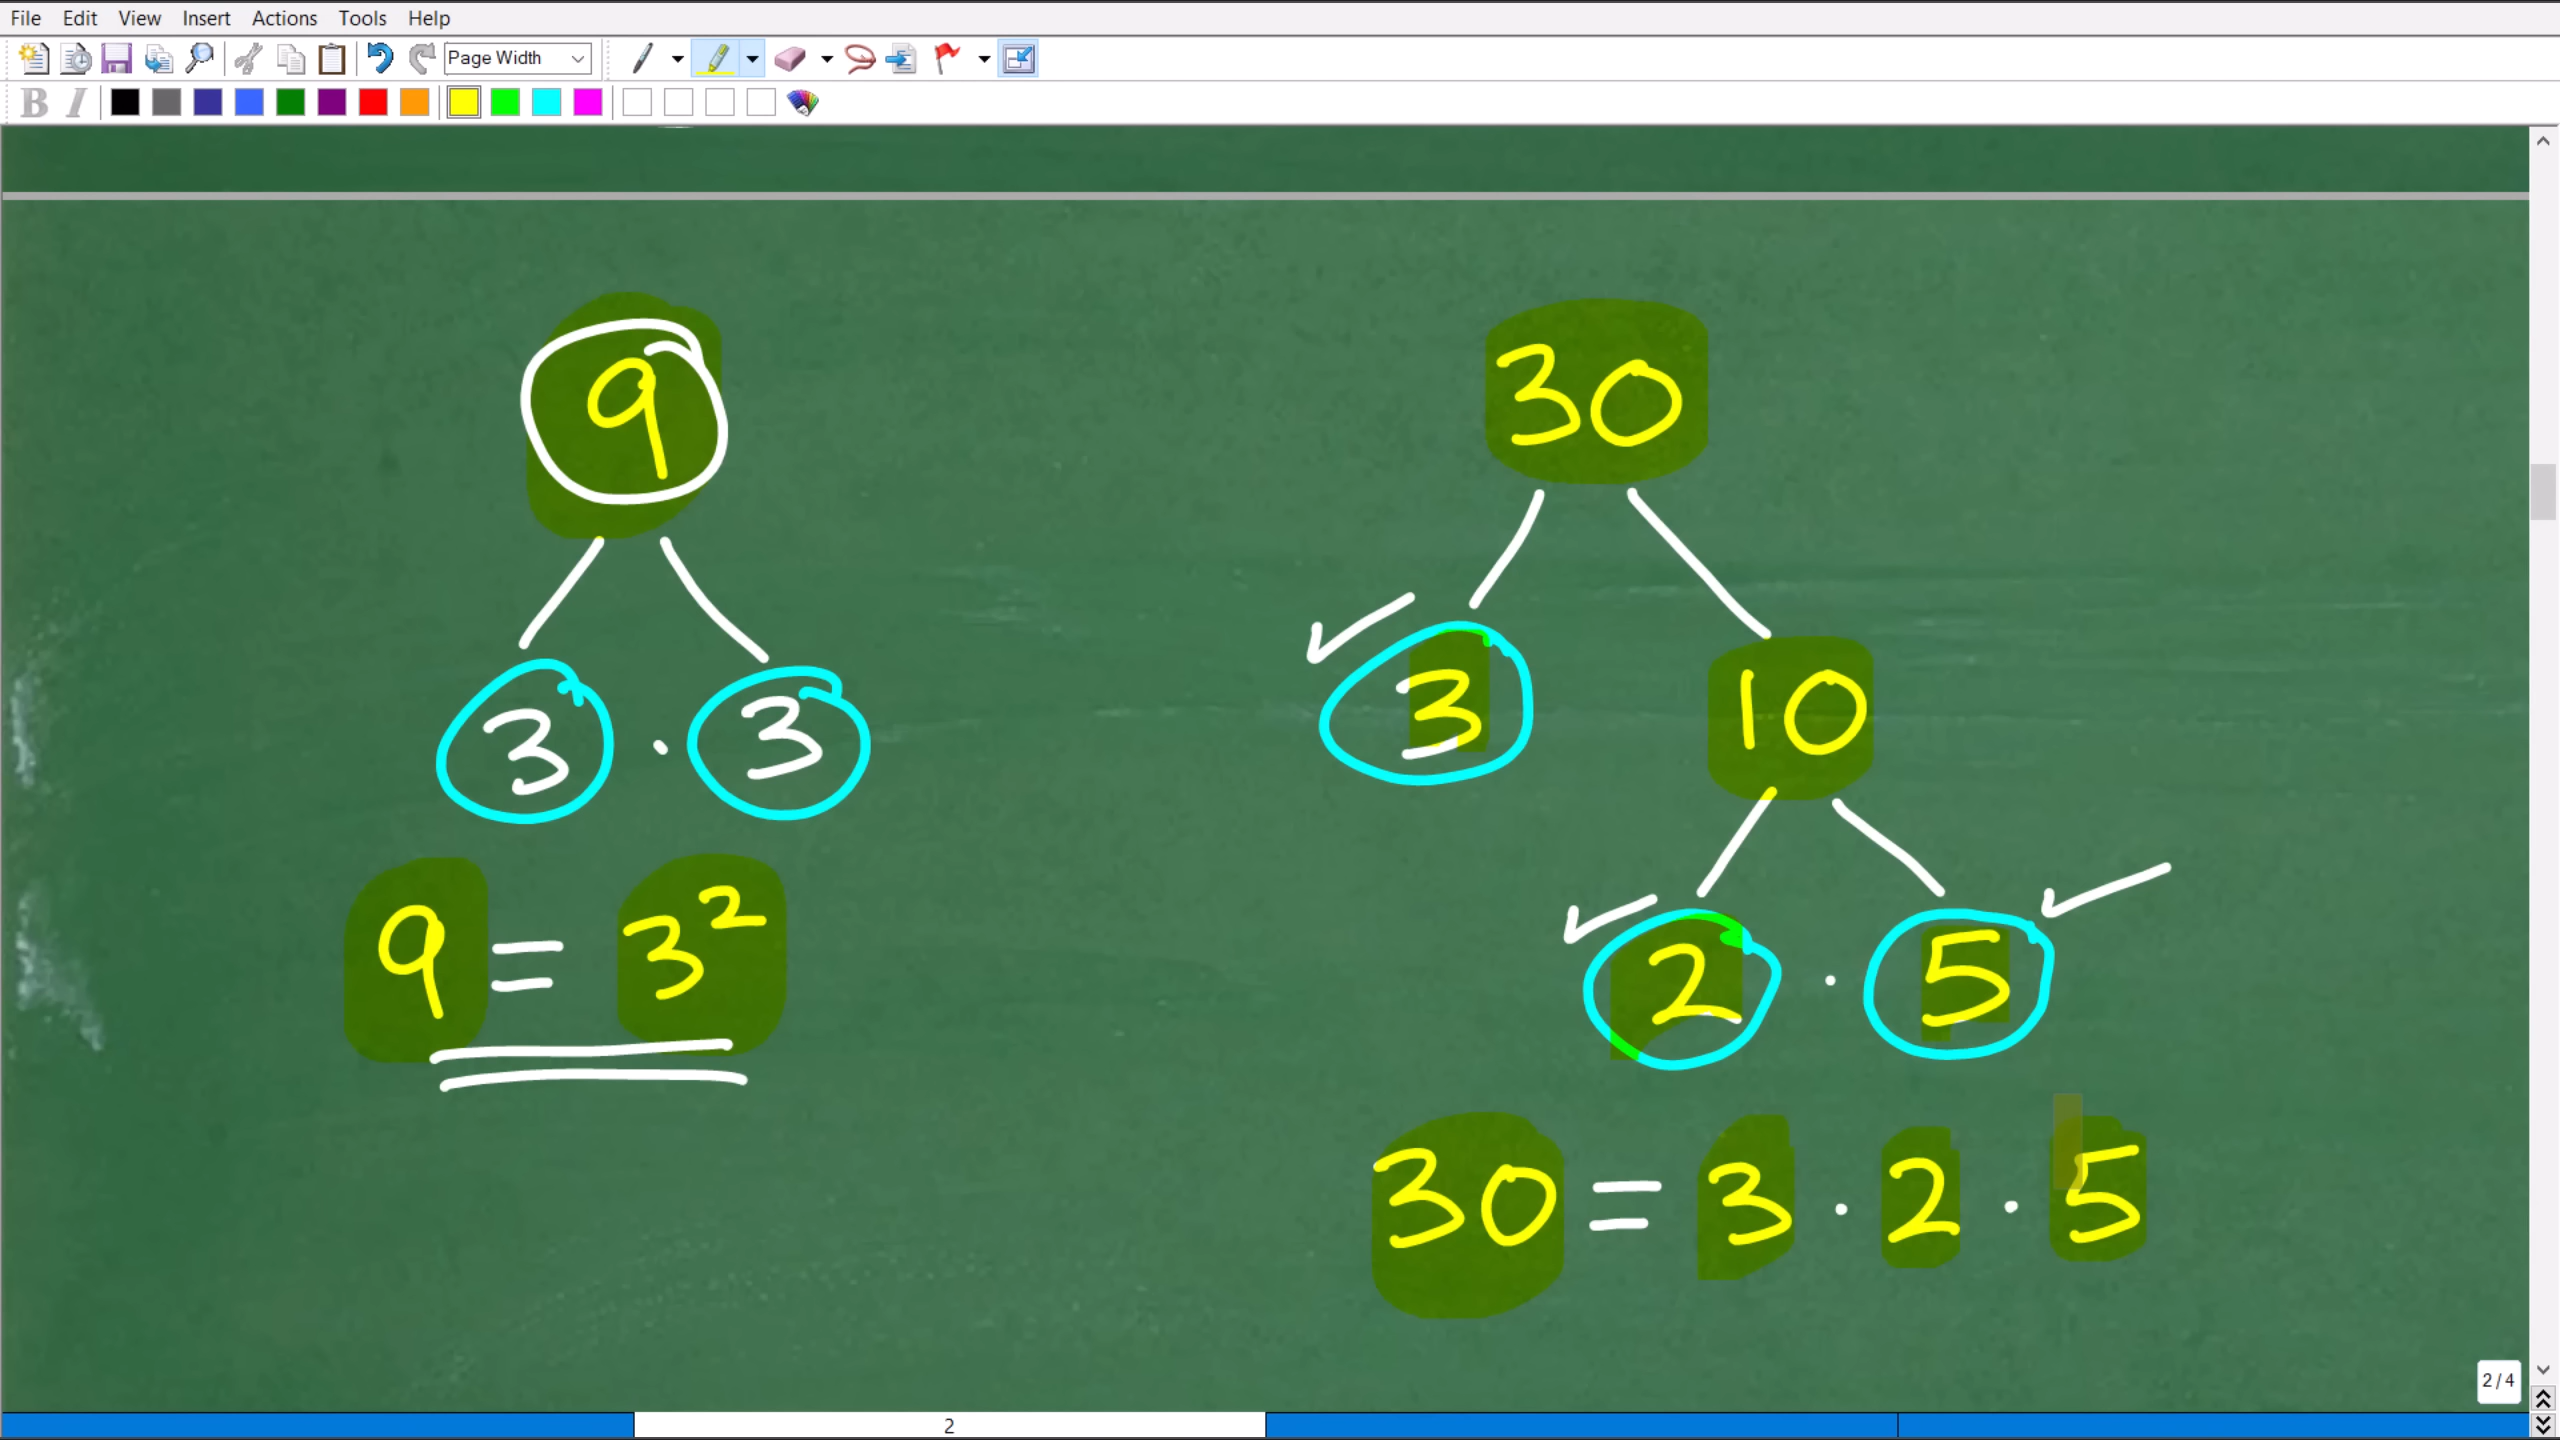 File Edit View Insert Actions Tools Help
Page Width
B I
9
3 · 3
9 = 3²
30
3 10
2 · 5
30 = 3 · 2 · 5
2 / 4
2